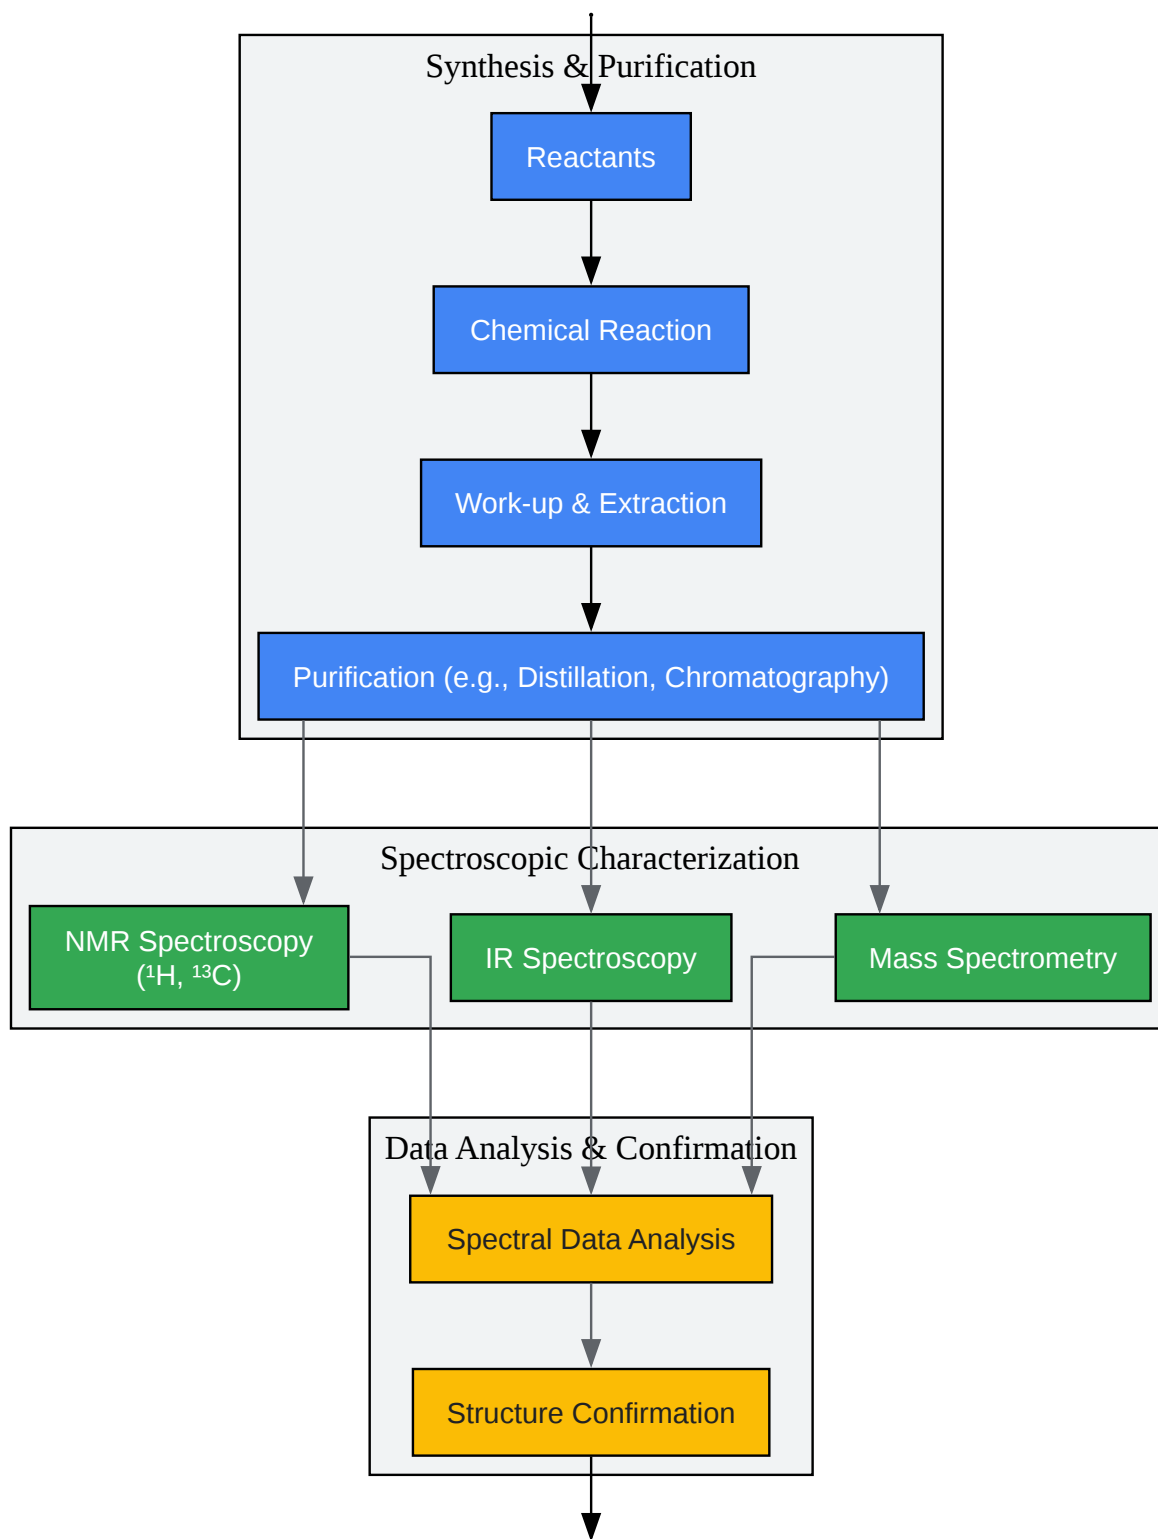 Synthesis & Purification
Reactants
Chemical Reaction
Work-up & Extraction
Purification (e.g., Distillation, Chromatography)
Spectroscopic Characterization
NMR Spectroscopy
(¹H, ¹³C)
IR Spectroscopy
Mass Spectrometry
Data Analysis & Confirmation
Spectral Data Analysis
Structure Confirmation